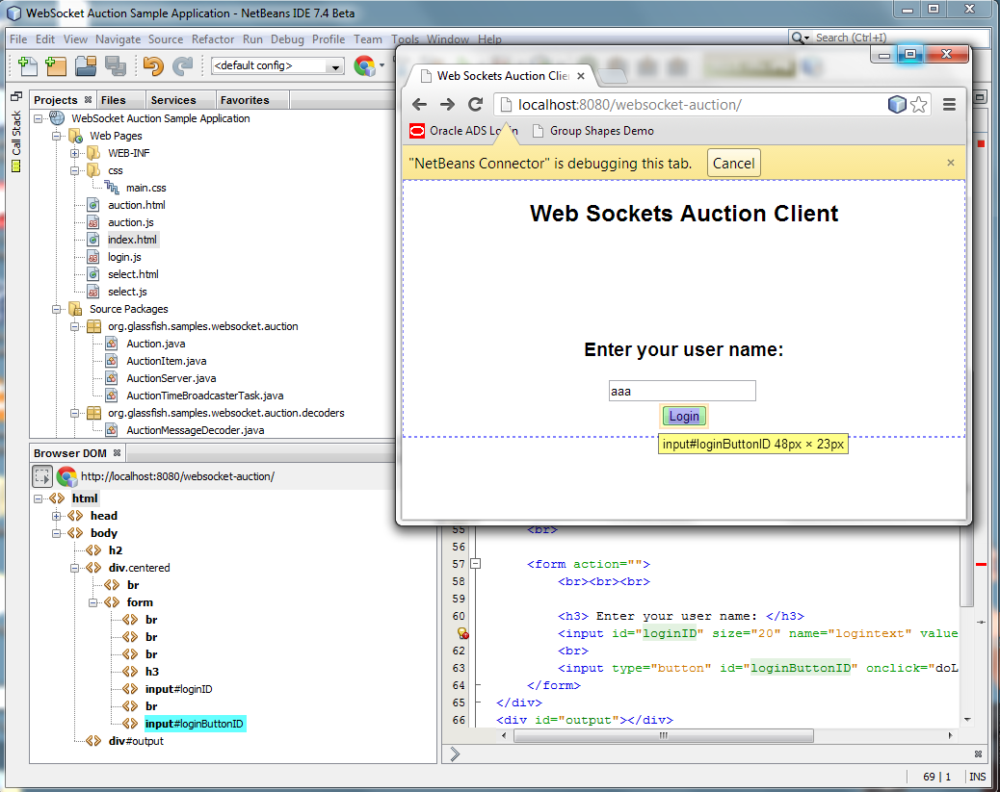 WebSocket Auction Sample Application - NetBeans IDE 7.4 Beta
File Edit View Navigate Source Refactor Run Debug Profile Team Tools Window Help
Search (Ctrl+I)
<default config>
Projects Files Services Favorites
Call Stack
WebSocket Auction Sample Application
Web Pages
WEB-INF
css
main.css
auction.html
auction.js
index.html
login.js
select.html
select.js
Source Packages
org.glassfish.samples.websocket.auction
Auction.java
AuctionItem.java
AuctionServer.java
AuctionTimeBroadcasterTask.java
org.glassfish.samples.websocket.auction.decoders
AuctionMessageDecoder.java
Web Sockets Auction Clie
localhost:8080/websocket-auction/
Oracle ADS Login Group Shapes Demo
"NetBeans Connector" is debugging this tab. Cancel
Web Sockets Auction Client
Enter your user name:
aaa
Login
input#loginButtonID 48px × 23px
Browser DOM
http://localhost:8080/websocket-auction/
html
head
body
h2
div.centered
br
form
br
br
br
h3
input#loginID
br
input#loginButtonID
div#output
55 <br>
56
57 <form action="">
58 <br><br><br>
59
60 <h3> Enter your user name: </h3>
<input id="loginID" size="20" name="logintext" value
62 <br>
63 <input type="button" id="loginButtonID" onclick="doL
64 </form>
65 </div>
66 <div id="output"></div>
69 | 1 INS